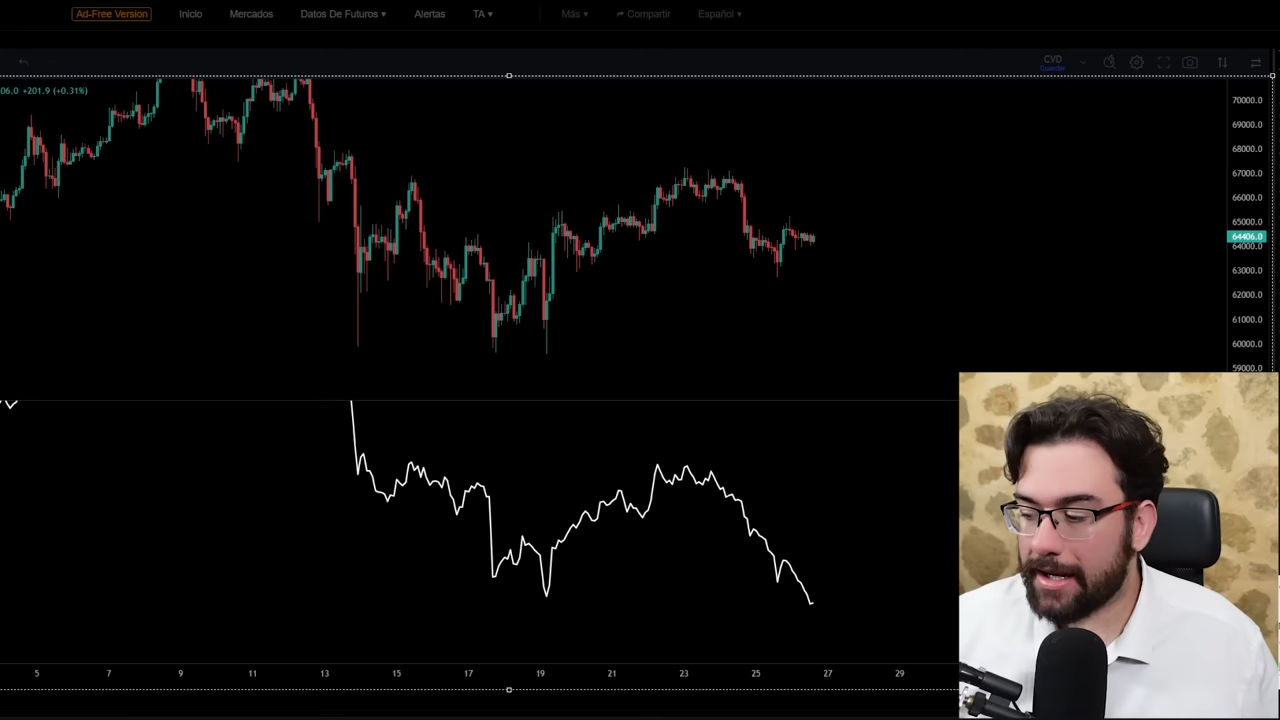 Ad-Free Version Inicio Mercados Datos De Futuros ▾ Alertas TA ▾ Más ▾ Compartir Español ▾
CVD
Guardar
06.0 +201.9 (+0.31%)
70000.0
69000.0
68000.0
67000.0
66000.0
65000.0
64406.0
64000.0
63000.0
62000.0
61000.0
60000.0
59000.0
5 7 9 11 13 15 17 19 21 23 25 27 29